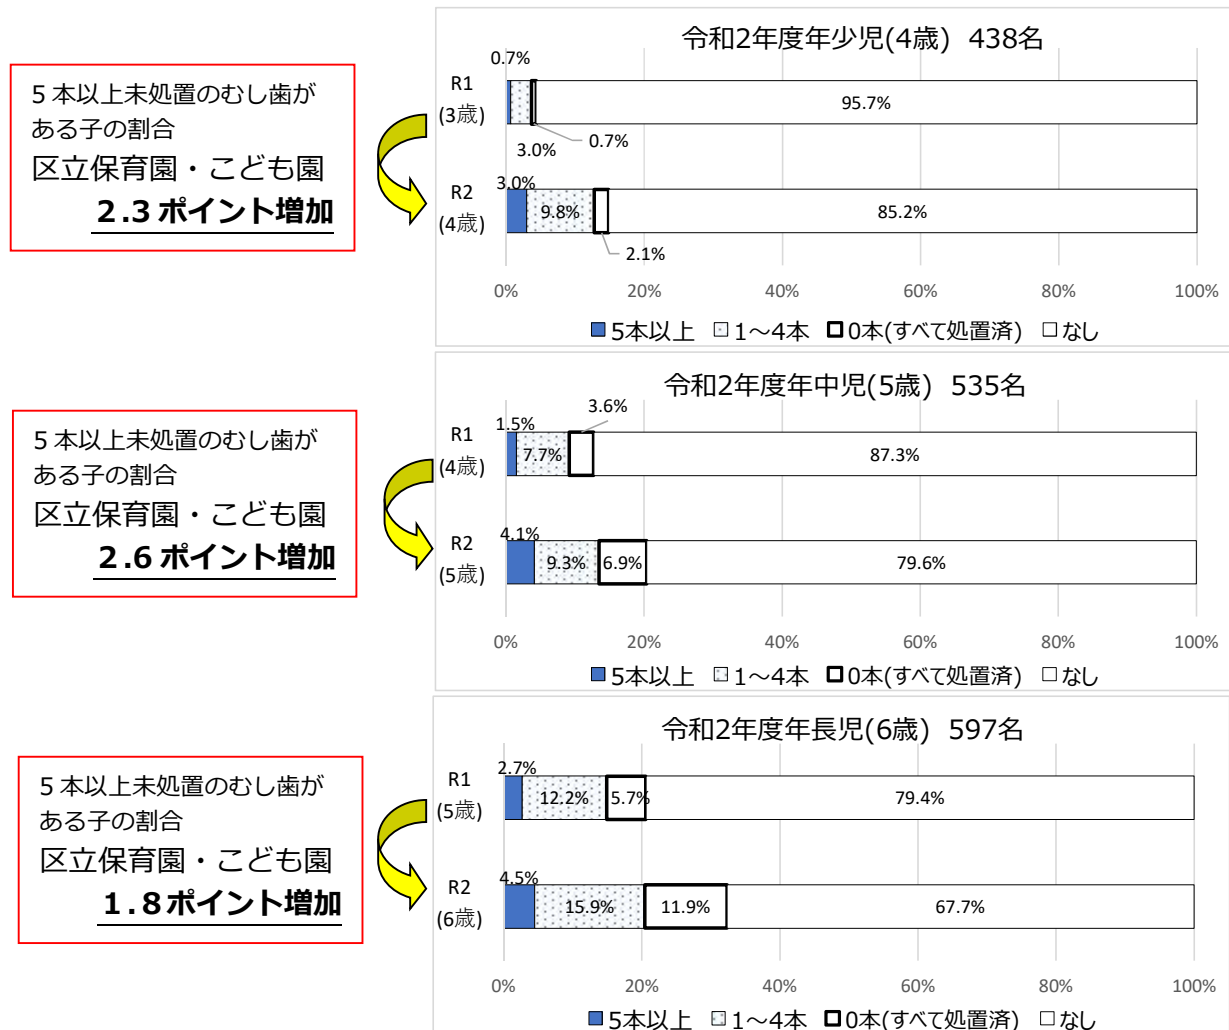 5本以上未処置のむし歯が
ある子の割合
区立保育園・こども園
2.3ポイント増加
令和2年度年少児(4歳) 438名
R1
(3歳)
0.7%
3.0%
0.7%
95.7%
R2
(4歳)
3.0%
9.8%
2.1%
85.2%
0% 20% 40% 60% 80% 100%
■5本以上 □1～4本 □0本(すべて処置済) □なし
5本以上未処置のむし歯が
ある子の割合
区立保育園・こども園
2.6ポイント増加
令和2年度年中児(5歳) 535名
R1
(4歳)
1.5%
7.7%
3.6%
87.3%
R2
(5歳)
4.1%
9.3%
6.9%
79.6%
0% 20% 40% 60% 80% 100%
■5本以上 □1～4本 □0本(すべて処置済) □なし
5本以上未処置のむし歯が
ある子の割合
区立保育園・こども園
1.8ポイント増加
令和2年度年長児(6歳) 597名
R1
(5歳)
2.7%
12.2%
5.7%
79.4%
R2
(6歳)
4.5%
15.9%
11.9%
67.7%
0% 20% 40% 60% 80% 100%
■5本以上 □1～4本 □0本(すべて処置済) □なし